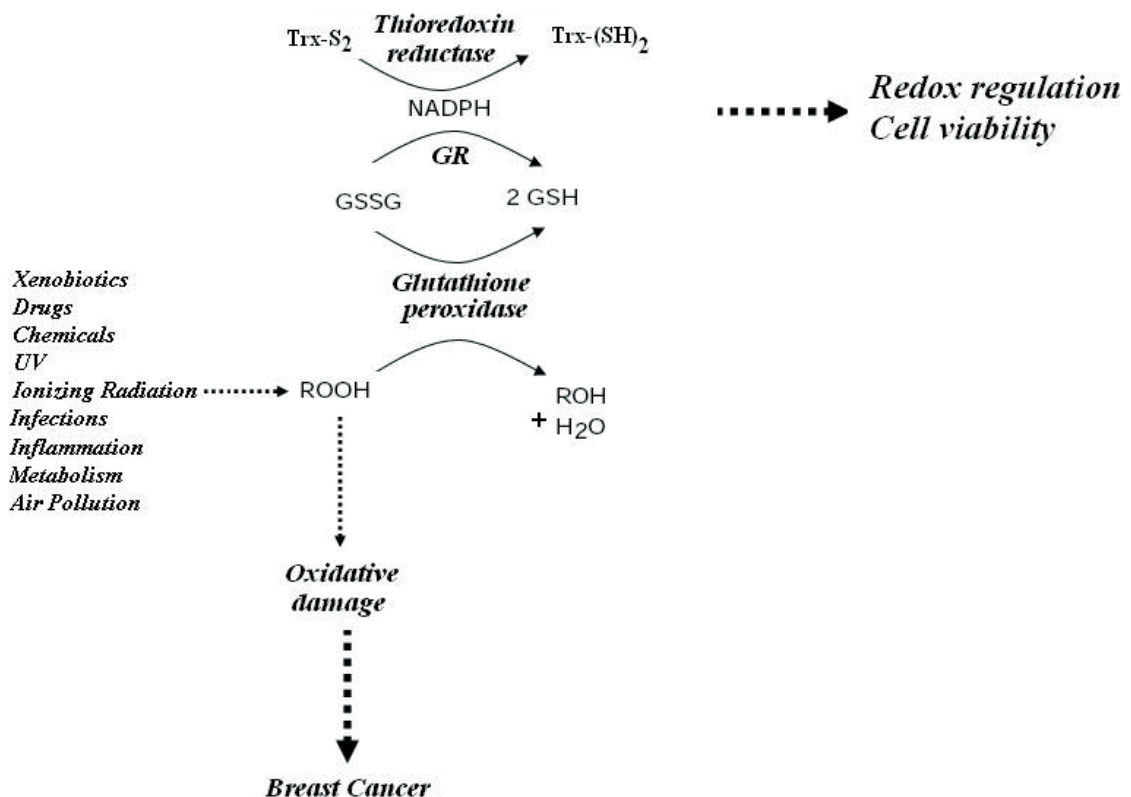 Trx-S2
Thioredoxin
reductase
Trx-(SH)2
NADPH
GR
GSSG
2 GSH
Redox regulation
Cell viability
Glutathione
peroxidase
Xenobiotics
Drugs
Chemicals
UV
Ionizing Radiation
Infections
Inflammation
Metabolism
Air Pollution
ROOH
ROH
+ H2O
Oxidative
damage
Breast Cancer